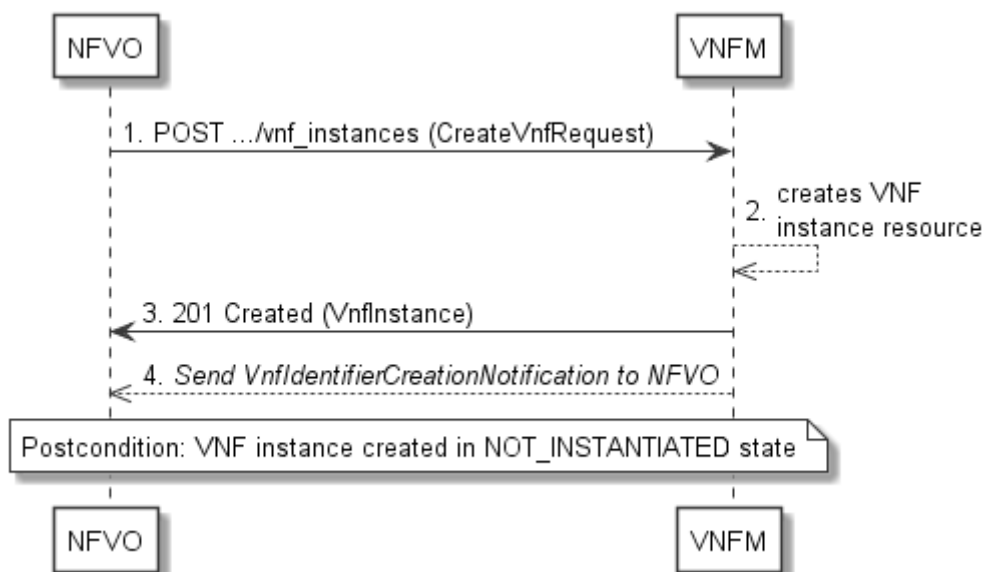 NFVO VNFM
1. POST .../vnf_instances (CreateVnfRequest)
2. creates VNF
instance resource
3. 201 Created (VnfInstance)
4. Send VnfIdentifierCreationNotification to NFVO
Postcondition: VNF instance created in NOT_INSTANTIATED state
NFVO VNFM